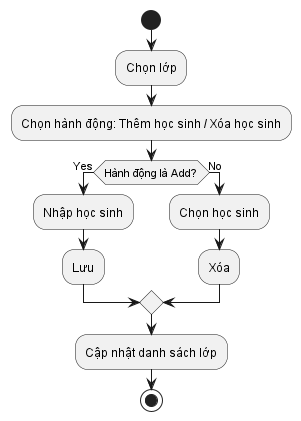 Chọn lớp
Chọn hành động: Thêm học sinh / Xóa học sinh
Hành động là Add?
Yes
No
Nhập học sinh
Chọn học sinh
Lưu
Xóa
Cập nhật danh sách lớp